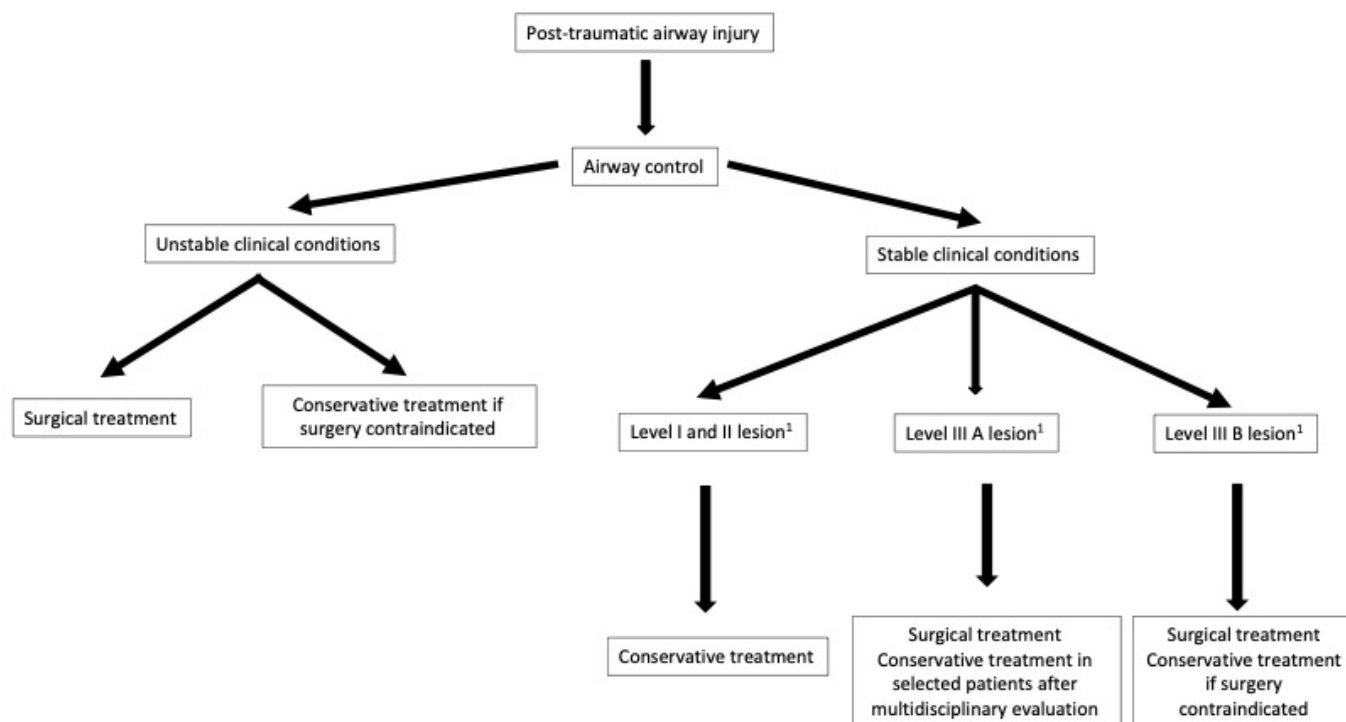 Post-traumatic airway injury
Airway control
Unstable clinical conditions
Stable clinical conditions
Surgical treatment
Conservative treatment if
surgery contraindicated
Level I and II lesion¹
Level III A lesion¹
Level III B lesion¹
Conservative treatment
Surgical treatment
Conservative treatment in
selected patients after
multidisciplinary evaluation
Surgical treatment
Conservative treatment
if surgery
contraindicated